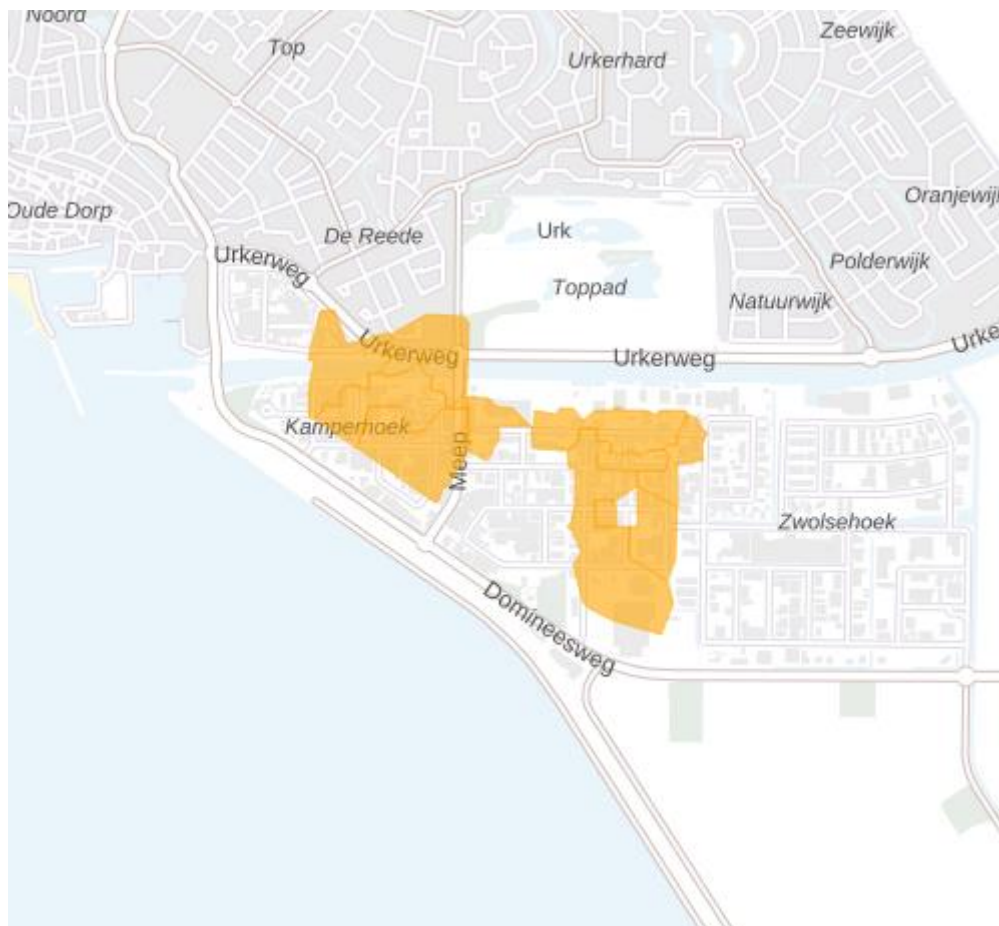 Noord
Zeewijk
Top
Urkerhard
Oranjewij
Oude Dorp
Urk
De Reede
Urkerweg
Polderwijk
Toppad
Natuurwijk
Urke
Urkerweg
Urkerweg
Kamperhoek
Meep
Zwolsehoek
Domineesweg